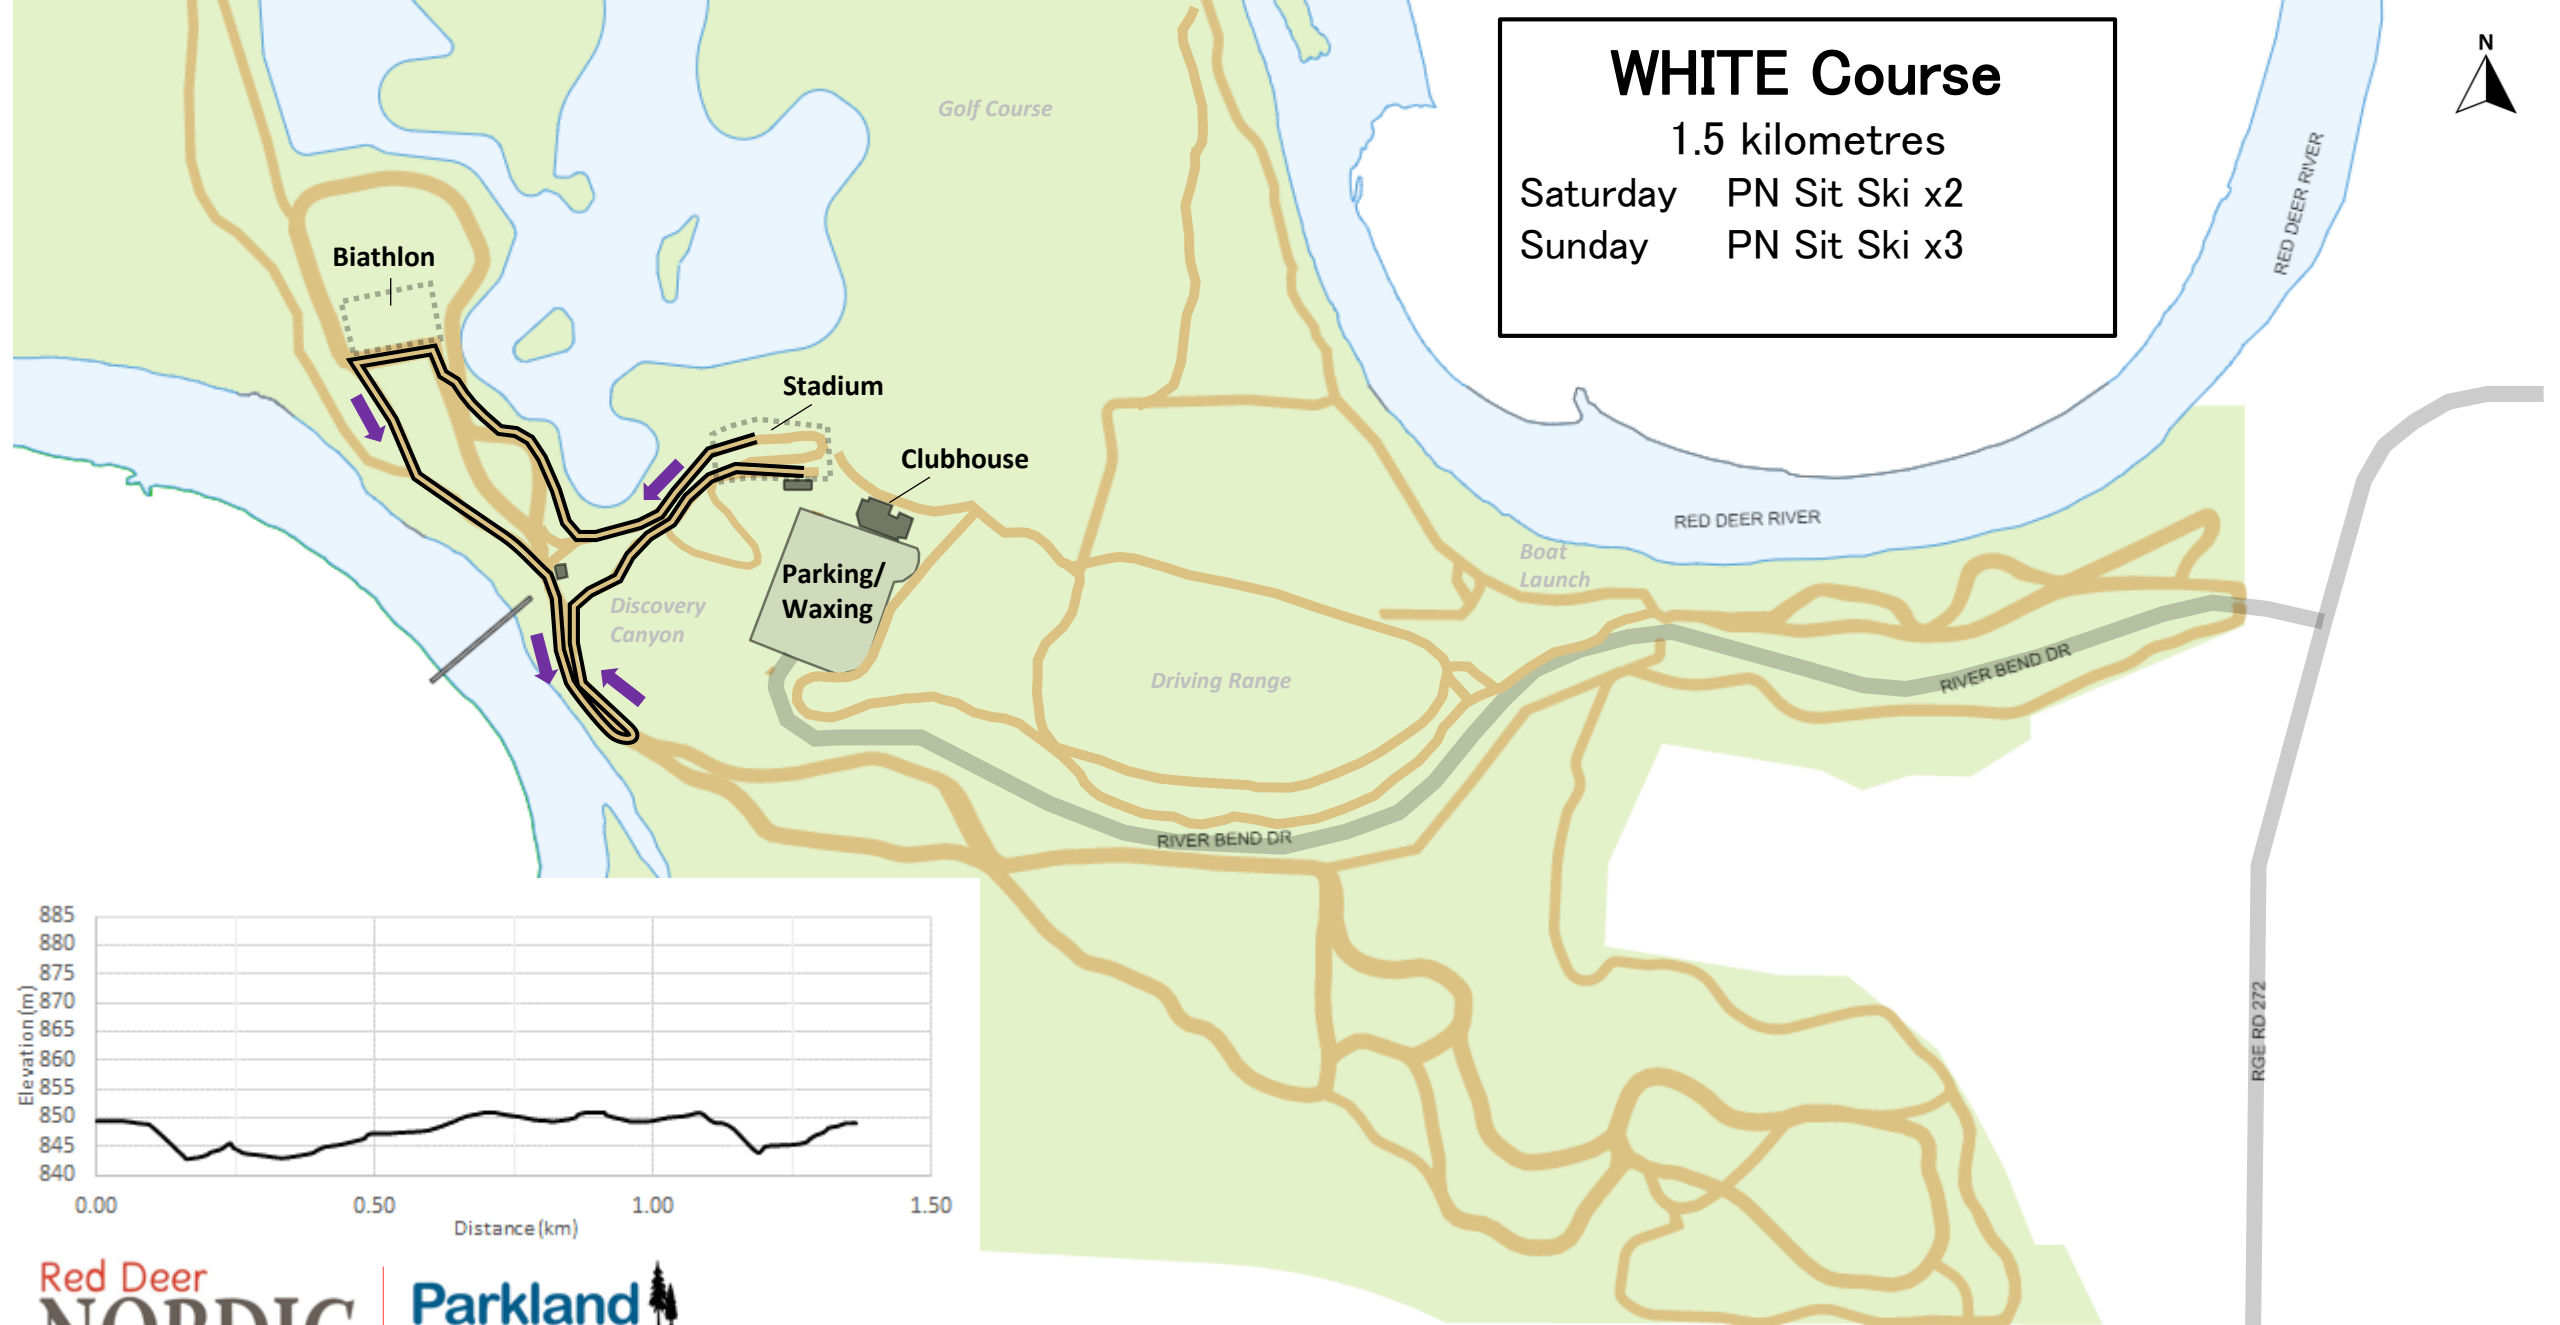 WHITE Course
1.5 kilometres
Saturday PN Sit Ski x2
Sunday PN Sit Ski x3
N
Golf Course
RED DEER RIVER
Biathlon
Stadium
Clubhouse
RED DEER RIVER
Boat
Launch
Parking/
Waxing
Discovery
Canyon
Driving Range
RIVER BEND DR
RIVER BEND DR
RGE RD 272
885
880
875
870
865
860
855
850
845
840
Elevation (m)
0.00 0.50 1.00 1.50
Distance (km)
Red Deer
NORDIC
Parkland